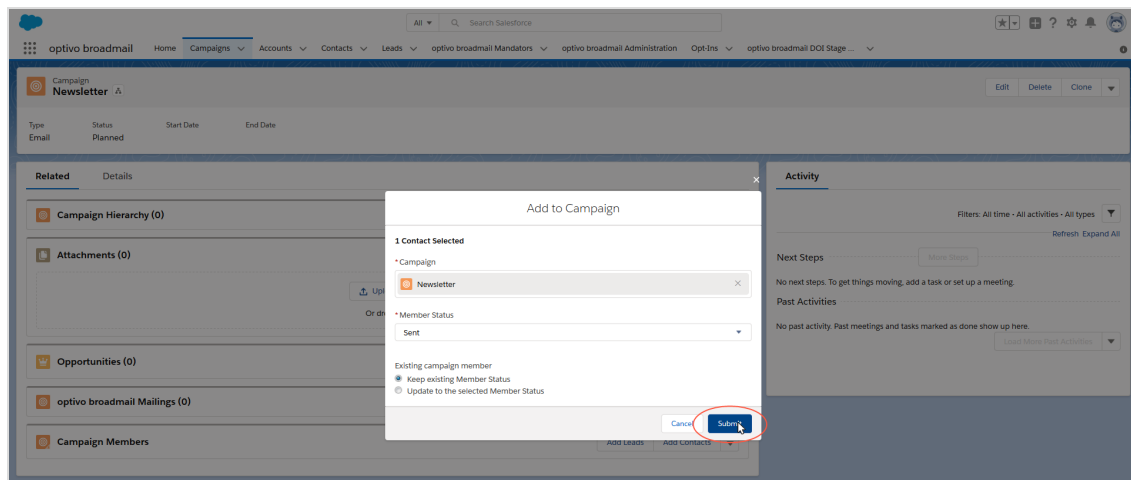 All
Search Salesforce
optivo broadmail Home Campaigns Accounts Contacts Leads optivo broadmail Mandators optivo broadmail Administration Opt-Ins optivo broadmail DOI Stage ...
Campaign
Newsletter
Edit Delete Clone
Type Status Start Date End Date
Email Planned
Related Details
Activity
Campaign Hierarchy (0)
Attachments (0)
Upl
Or dr
Opportunities (0)
optivo broadmail Mailings (0)
Campaign Members
Add Leads Add Contacts
Add to Campaign
1 Contact Selected
*Campaign
Newsletter
*Member Status
Sent
Existing campaign member
Keep existing Member Status
Update to the selected Member Status
Cancel Submit
Filters: All time • All activities • All types
Refresh Expand All
Next Steps More Steps
No next steps. To get things moving, add a task or set up a meeting.
Past Activities
No past activity. Past meetings and tasks marked as done show up here.
Load More Past Activities